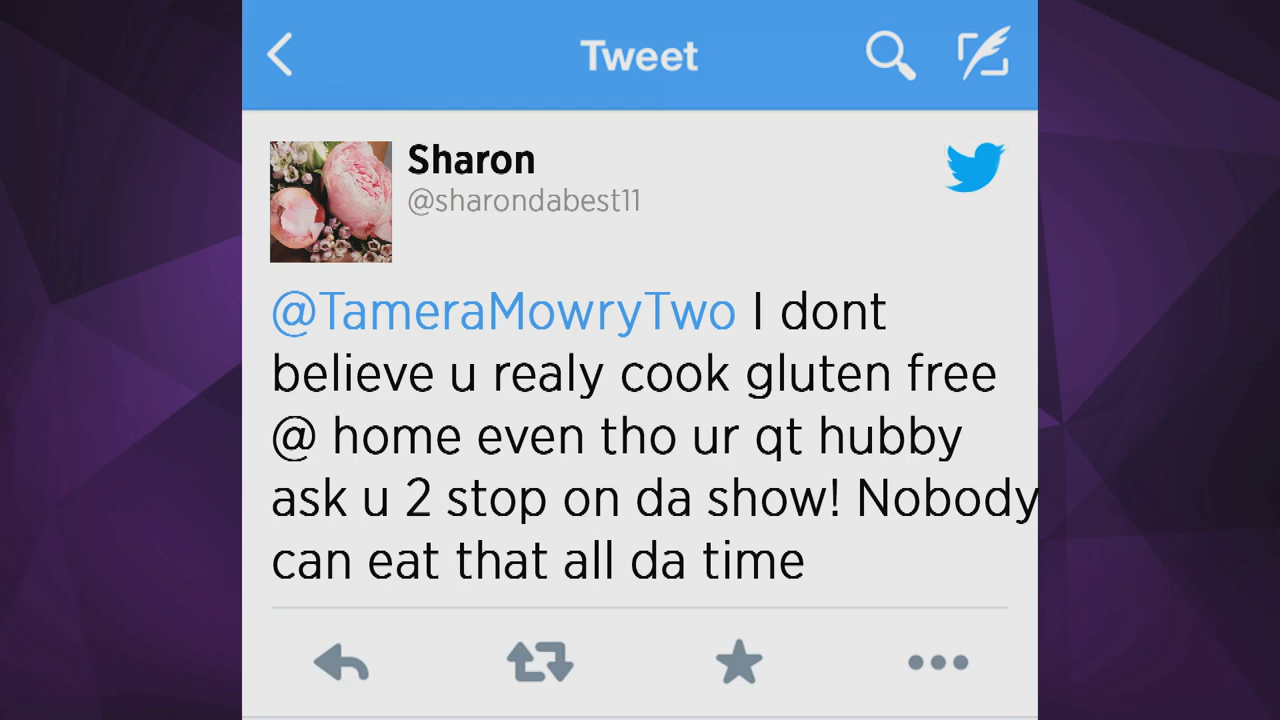 Tweet
Sharon
@sharondabest11
@TameraMowryTwo I dont
believe u realy cook gluten free
@ home even tho ur qt hubby
ask u 2 stop on da show! Nobody
can eat that all da time